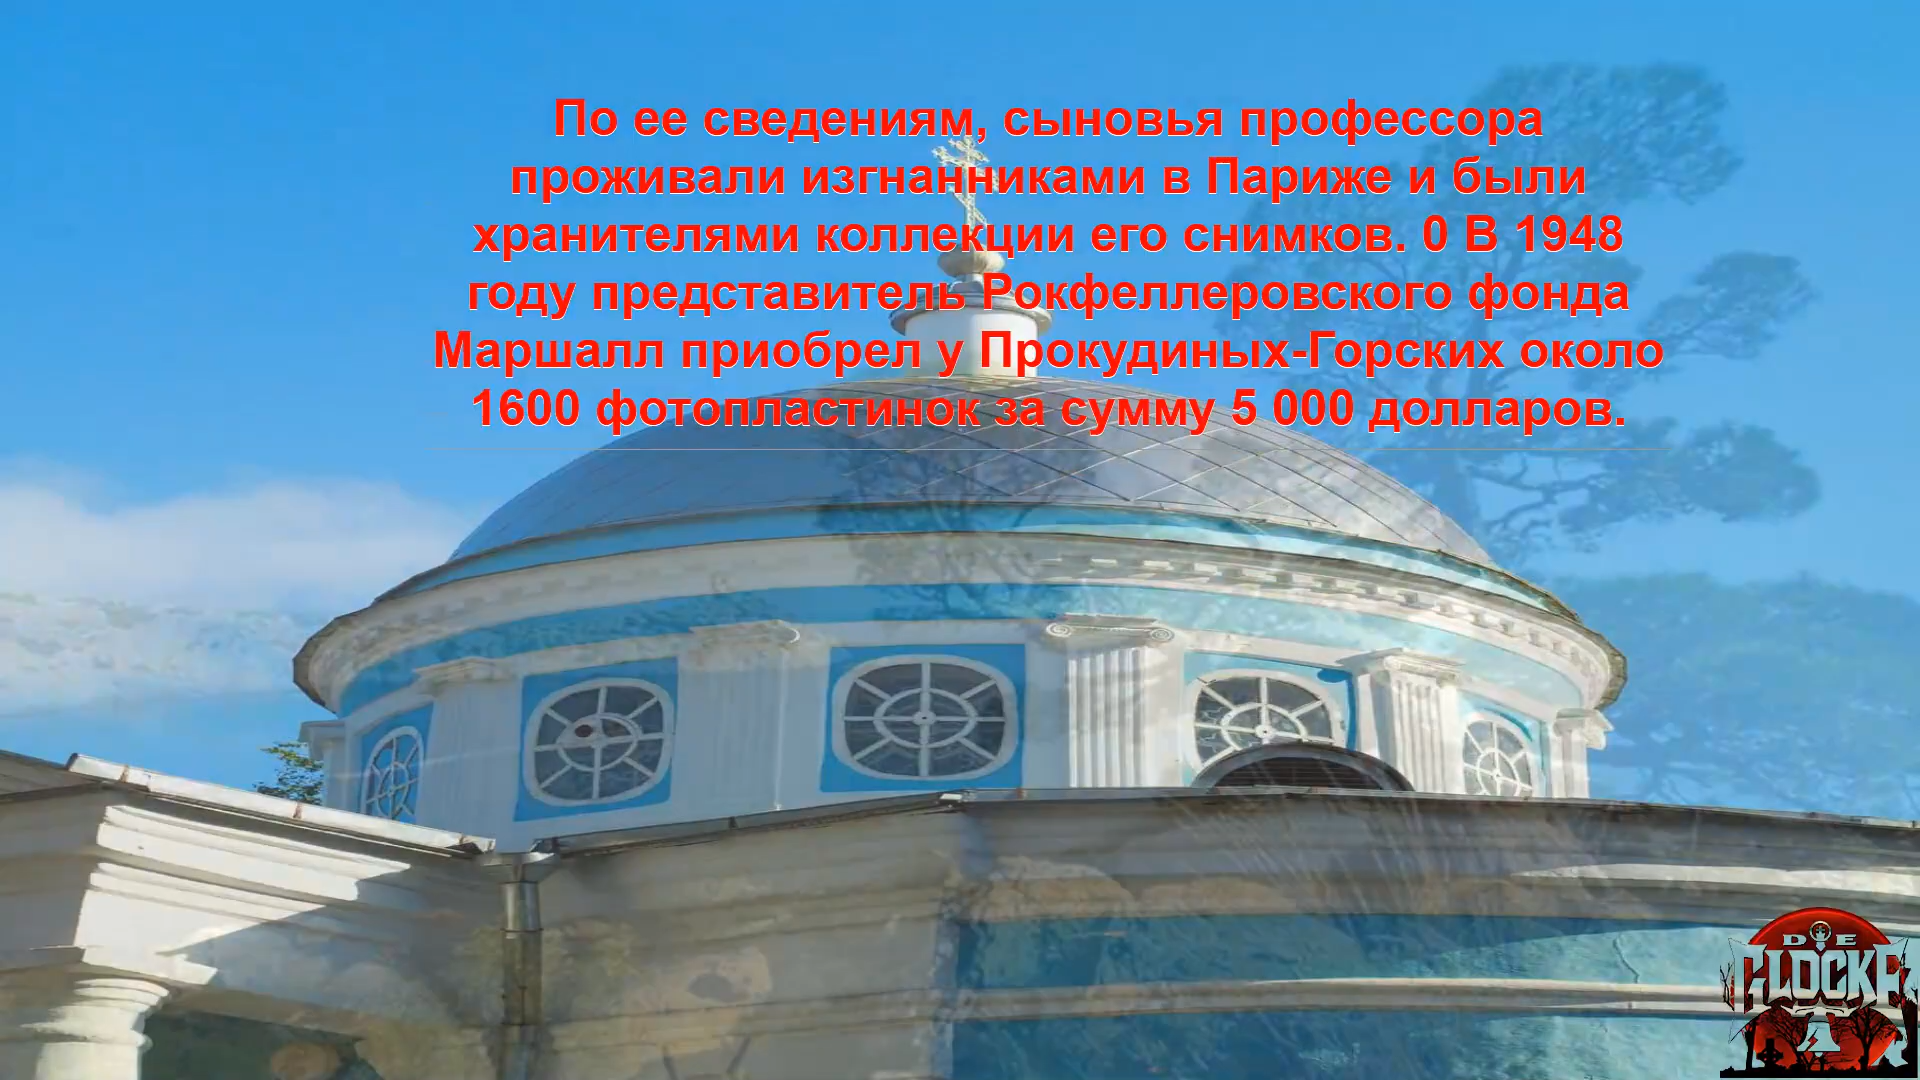 По ее сведениям, сыновья профессора
проживали изгнанниками в Париже и были
хранителями коллекции его снимков. 0 В 1948
году представитель Рокфеллеровского фонда
Маршалл приобрел у Прокудиных-Горских около
1600 фотопластинок за сумму 5 000 долларов.
DIE
GLOCKE